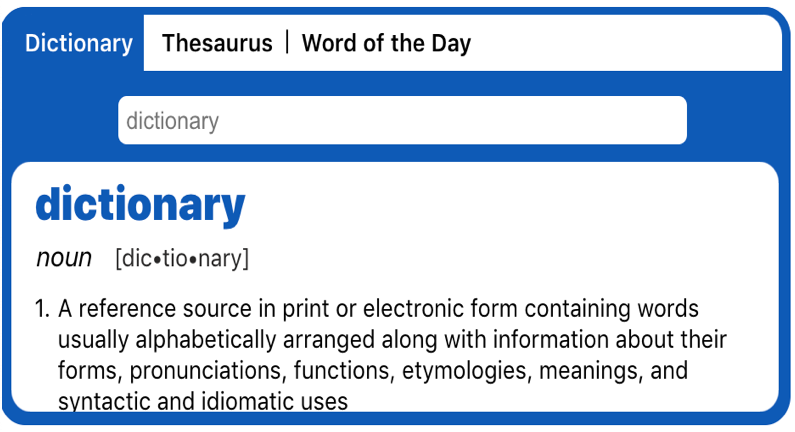 Dictionary Thesaurus | Word of the Day
dictionary
dictionary
noun [dic•tio•nary]
1. A reference source in print or electronic form containing words
usually alphabetically arranged along with information about their
forms, pronunciations, functions, etymologies, meanings, and
syntactic and idiomatic uses